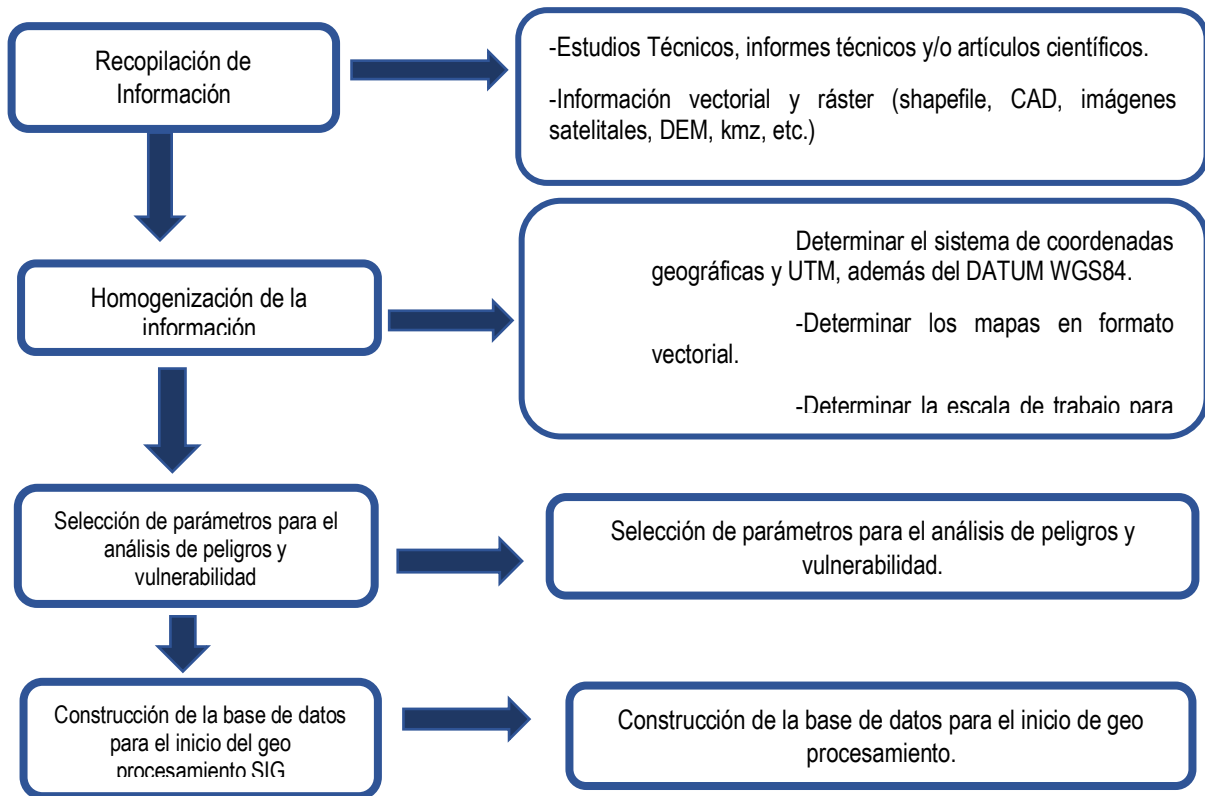 Recopilación de
Información
-Estudios Técnicos, informes técnicos y/o artículos científicos.
-Información vectorial y ráster (shapefile, CAD, imágenes
satelitales, DEM, kmz, etc.)
Homogenización de la
información
Determinar el sistema de coordenadas
geográficas y UTM, además del DATUM WGS84.
-Determinar los mapas en formato
vectorial.
-Determinar la escala de trabajo para
Selección de parámetros para el
análisis de peligros y
vulnerabilidad
Selección de parámetros para el análisis de peligros y
vulnerabilidad.
Construcción de la base de datos
para el inicio del geo
procesamiento SIG
Construcción de la base de datos para el inicio de geo
procesamiento.